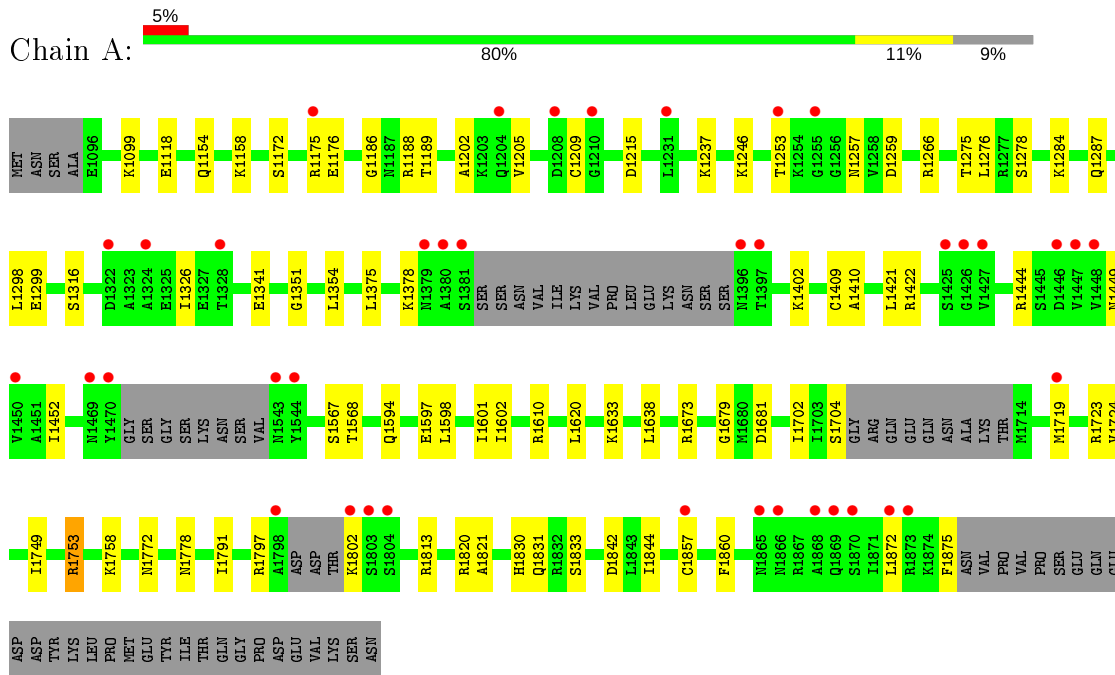 5%
Chain A:
80% 11% 9%
MET ASN SER ALA E1096 K1099 E1118 Q1154 K1158 S1172 R1175 E1176 G1186 N1187 R1188 T1189 A1202 K1203 Q1204 V1205 D1208 C1209 G1210 D1215 L1231 K1237 K1246 T1253 K1254 G1255 G1256 N1257 V1258 D1259 R1266 T1275 L1276 R1277 S1278 K1284 Q1287
L1298 E1299 S1316 D1322 A1323 A1324 E1325 I1326 E1327 T1328 E1341 G1351 L1354 L1375 K1378 N1379 A1380 S1381 SER SER ASN VAL ILE LYS VAL PRO LEU GLU LYS ASN SER SER N1396 T1397 K1402 C1409 A1410 L1421 R1422 S1425 G1426 V1427 R1444 S1445 D1446 V1447 V1448 N1449
V1450 A1451 I1452 N1469 Y1470 GLY SER GLY SER LYS ASN SER VAL N1543 Y1544 S1567 T1568 Q1594 E1597 L1598 I1601 I1602 R1610 L1620 K1633 L1638 R1673 G1679 M1680 D1681 I1702 I1703 S1704 GLY ARG GLN GLU GLN ASN ALA LYS THR M1714 M1719 R1723 V1724
I1749 R1753 K1758 N1772 N1778 I1791 R1797 A1798 ASP ASP THR K1802 S1803 S1804 R1813 R1820 A1821 H1830 Q1831 R1832 S1833 D1842 L1843 I1844 C1857 F1860 N1865 N1866 R1867 A1868 Q1869 S1870 I1871 L1872 R1873 K1874 F1875 ASN VAL PRO VAL PRO SER GLU GLN GLU
ASP ASP TYR LYS LEU PRO MET GLU TYR ILE THR GLN GLY PRO ASP GLU VAL LYS SER ASN